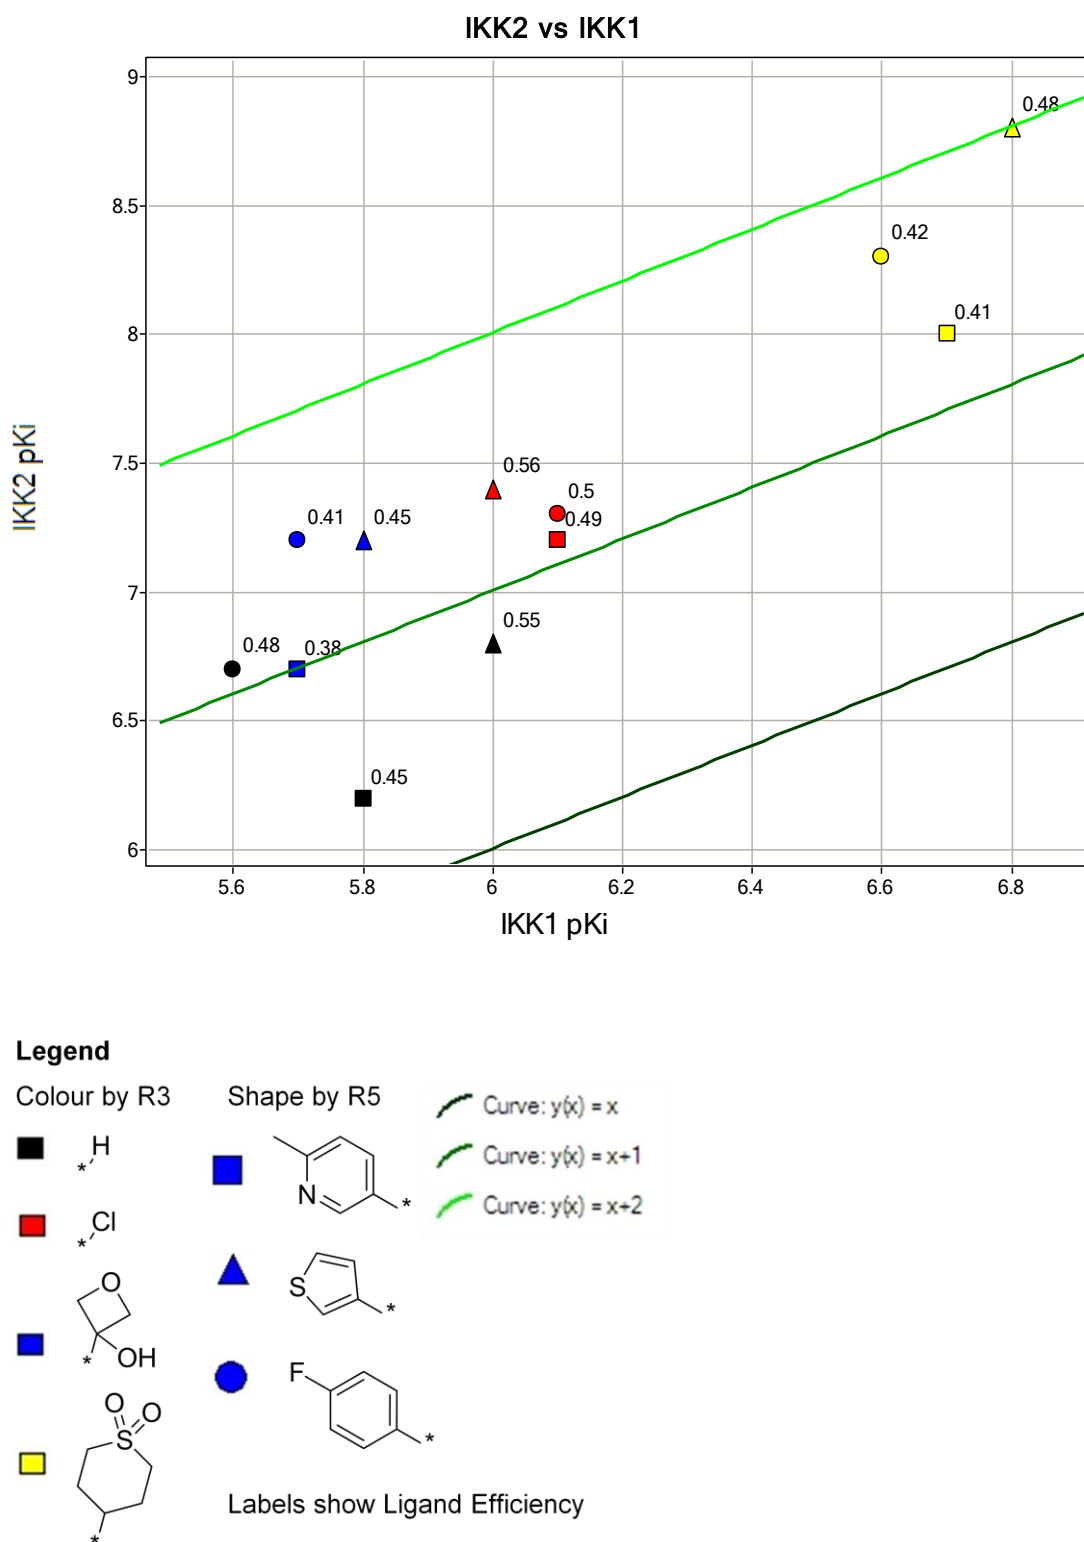 IKK2 vs IKK1
IKK2 pKi
9
8.5
8
7.5
7
6.5
6
0.48
0.42
0.41
0.56
0.5
0.49
0.41
0.45
0.55
0.48
0.38
0.45
5.6
5.8
6
6.2
6.4
6.6
6.8
IKK1 pKi
Legend
Colour by R3
Shape by R5
Curve: y(x) = x
Curve: y(x) = x+1
Curve: y(x) = x+2
H
*
Cl
*
O
OH
*
O
O
S
*
N
*
S
*
F
*
Labels show Ligand Efficiency